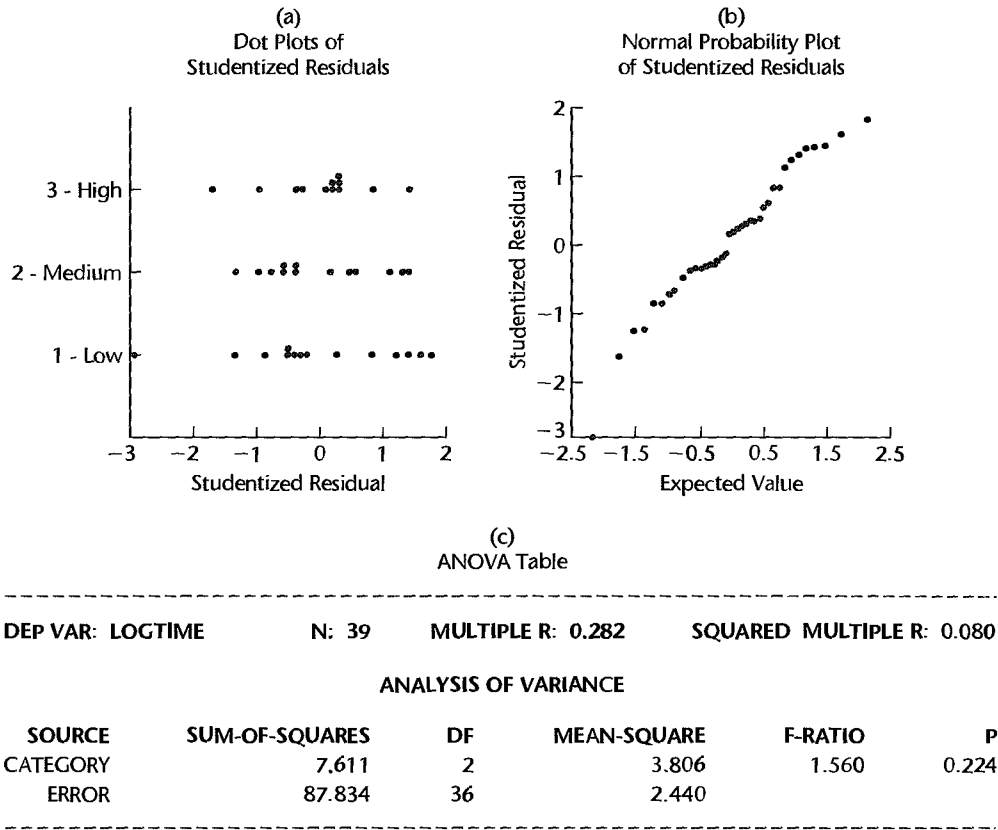 (a)
Dot Plots of
Studentized Residuals
3 - High
2 - Medium
1 - Low
−3 −2 −1 0 1 2
Studentized Residual
(b)
Normal Probability Plot
of Studentized Residuals
Studentized Residual
2
1
0
−1
−2
−3
−2.5 −1.5 −0.5 0.5 1.5 2.5
Expected Value
(c)
ANOVA Table
DEP VAR: LOGTIME N: 39 MULTIPLE R: 0.282 SQUARED MULTIPLE R: 0.080
ANALYSIS OF VARIANCE
SOURCE SUM-OF-SQUARES DF MEAN-SQUARE F-RATIO P
CATEGORY 7.611 2 3.806 1.560 0.224
ERROR 87.834 36 2.440